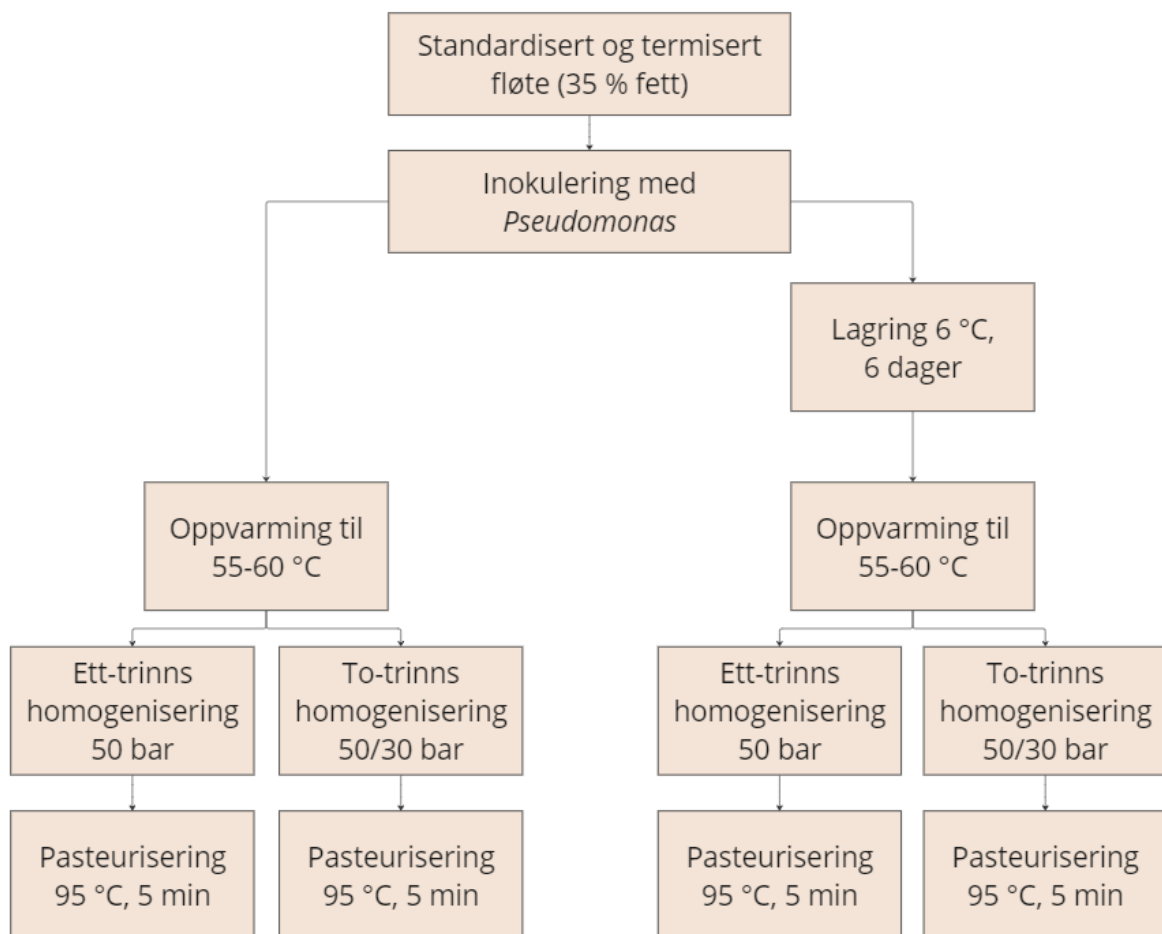 Standardisert og termisert
fløte (35 % fett)
Inokulering med
Pseudomonas
Lagring 6 °C,
6 dager
Oppvarming til
55-60 °C
Oppvarming til
55-60 °C
Ett-trinns
homogenisering
50 bar
To-trinns
homogenisering
50/30 bar
Ett-trinns
homogenisering
50 bar
To-trinns
homogenisering
50/30 bar
Pasteurisering
95 °C, 5 min
Pasteurisering
95 °C, 5 min
Pasteurisering
95 °C, 5 min
Pasteurisering
95 °C, 5 min